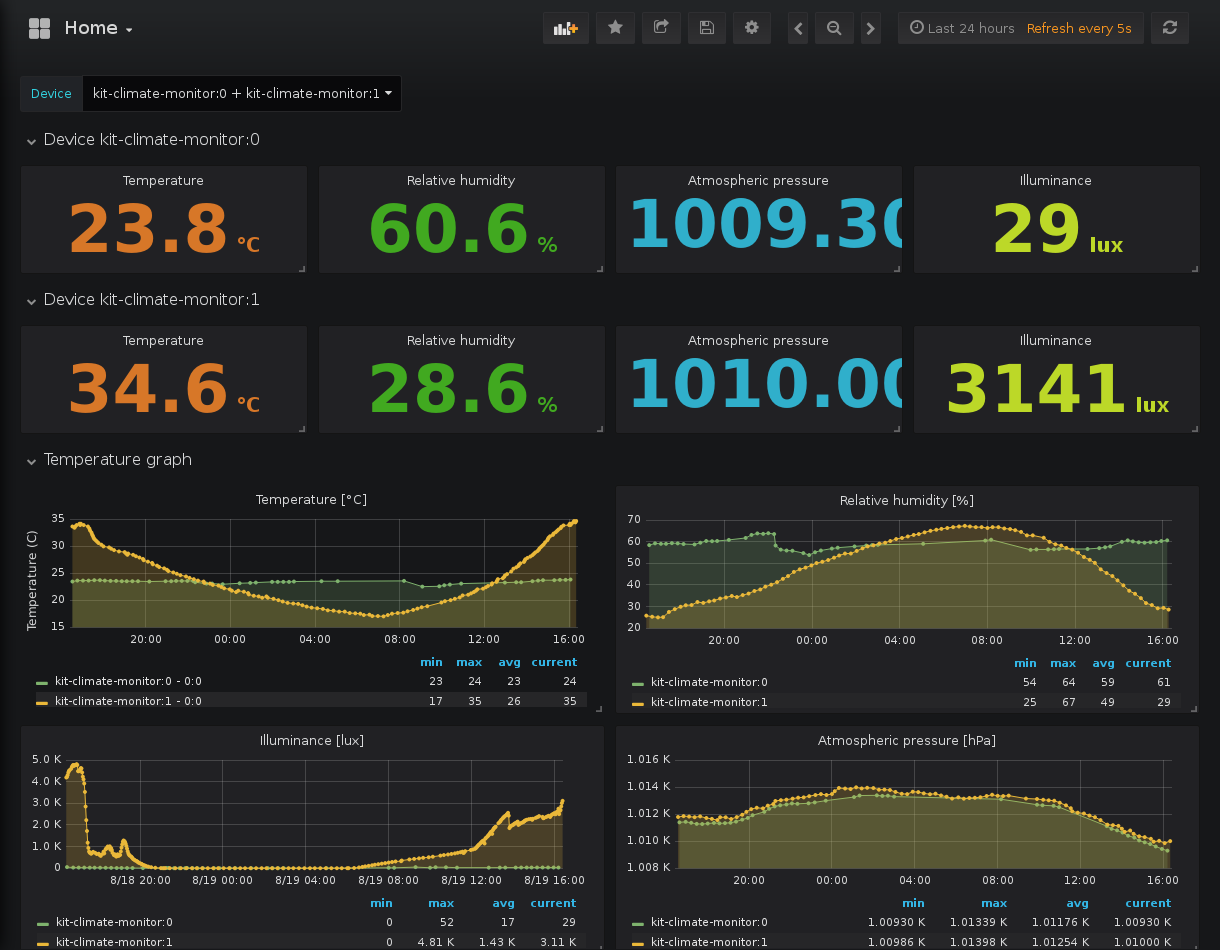 Home
Last 24 hours Refresh every 5s
Device kit-climate-monitor:0 + kit-climate-monitor:1
Device kit-climate-monitor:0
Temperature Relative humidity Atmospheric pressure Illuminance
23.8 °C 60.6 % 1009.30 29 lux
Device kit-climate-monitor:1
Temperature Relative humidity Atmospheric pressure Illuminance
34.6 °C 28.6 % 1010.00 3141 lux
Temperature graph
Temperature [°C]
Temperature (C)
35
30
25
20
15
20:00 00:00 04:00 08:00 12:00 16:00
min max avg current
kit-climate-monitor:0 - 0:0 23 24 23 24
kit-climate-monitor:1 - 0:0 17 35 26 35
Relative humidity [%]
70
60
50
40
30
20
20:00 00:00 04:00 08:00 12:00 16:00
min max avg current
kit-climate-monitor:0 54 64 59 61
kit-climate-monitor:1 25 67 49 29
Illuminance [lux]
5.0 K
4.0 K
3.0 K
2.0 K
1.0 K
0
8/18 20:00 8/19 00:00 8/19 04:00 8/19 08:00 8/19 12:00 8/19 16:00
min max avg current
kit-climate-monitor:0 0 52 17 29
kit-climate-monitor:1 0 4.81 K 1.43 K 3.11 K
Atmospheric pressure [hPa]
1.016 K
1.014 K
1.012 K
1.010 K
1.008 K
20:00 00:00 04:00 08:00 12:00 16:00
min max avg current
kit-climate-monitor:0 1.00930 K 1.01339 K 1.01176 K 1.00930 K
kit-climate-monitor:1 1.00986 K 1.01398 K 1.01254 K 1.01000 K